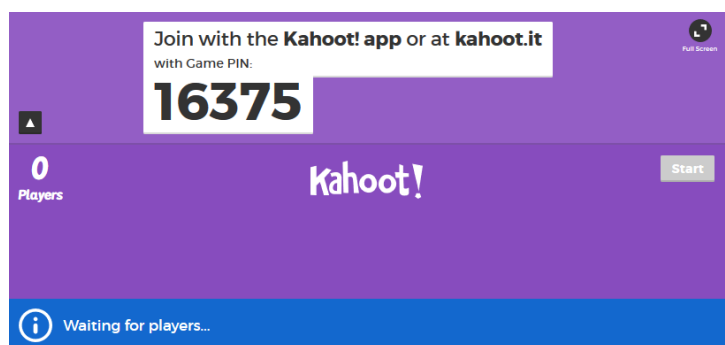 Join with the Kahoot! app or at kahoot.it
with Game PIN:
16375
Full Screen
0
Players
Kahoot!
Start
Waiting for players...